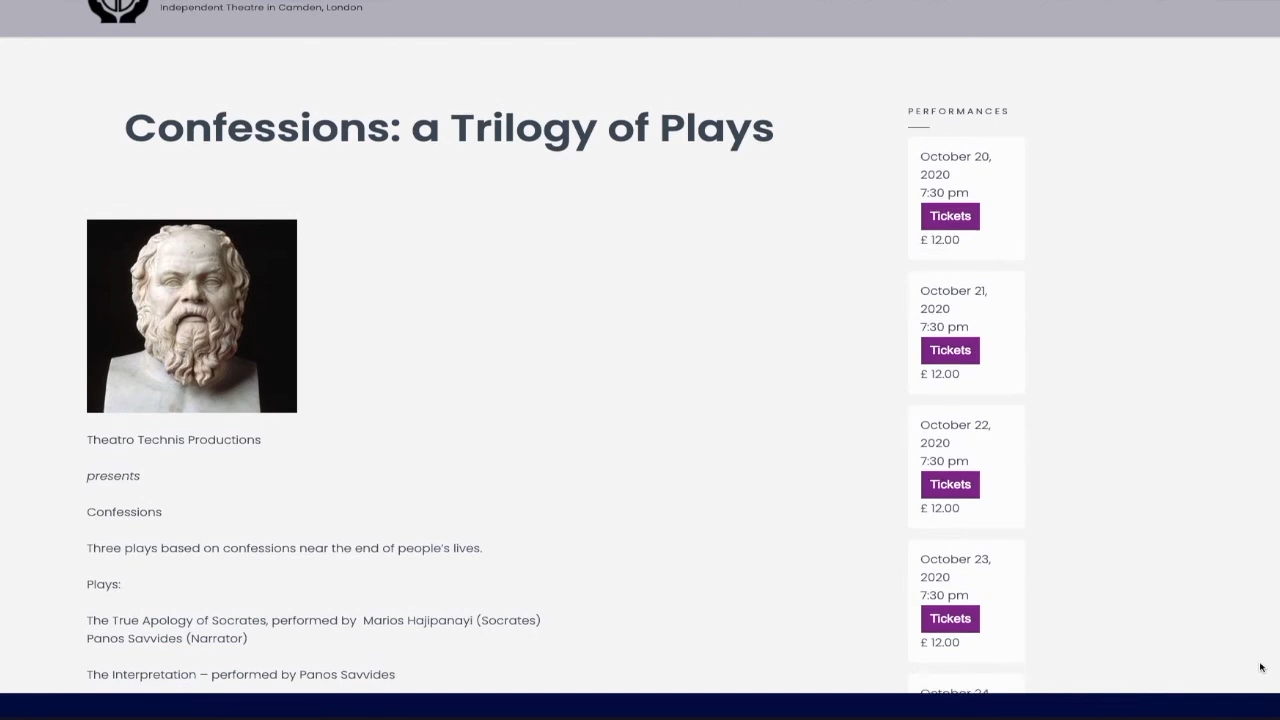 Independent Theatre in Camden, London
Confessions: a Trilogy of Plays
Theatro Technis Productions
presents
Confessions
Three plays based on confessions near the end of people's lives.
Plays:
The True Apology of Socrates, performed by  Marios Hajipanayi (Socrates)
Panos Savvides (Narrator)
The Interpretation – performed by Panos Savvides
PERFORMANCES
October 20,
2020
7:30 pm
Tickets
£ 12.00
October 21,
2020
7:30 pm
Tickets
£ 12.00
October 22,
2020
7:30 pm
Tickets
£ 12.00
October 23,
2020
7:30 pm
Tickets
£ 12.00
October 24,